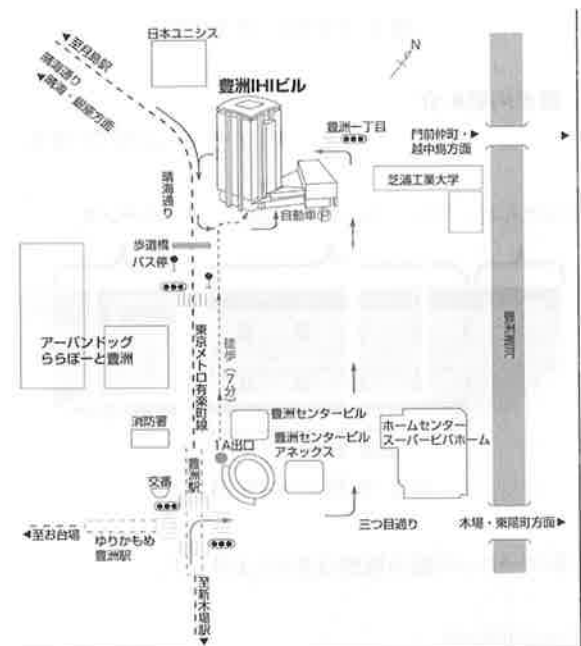 日本ユニシス
N
◀至月島駅
晴海通り
◀晴海・銀座方面
豊洲IHIビル
豊洲一丁目
門前仲町・▶
越中島方面
芝浦工業大学
晴海通り
自動車Ⓟ
歩道橋
バス停
アーバンドッグ
ららぽーと豊洲
東京メトロ有楽町線
徒歩(7分)
豊洲運河
消防署
豊洲センタービル
豊洲センタービル
アネックス
ホームセンター
スーパービバホーム
1A出口
豊洲駅
交番
◀至お台場
ゆりかもめ
豊洲駅
三つ目通り
木場・東陽町方面▶
至新木場駅▶